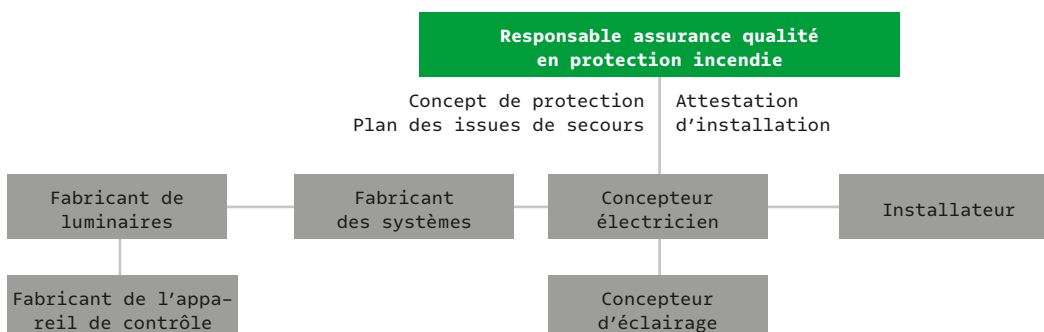 Responsable assurance qualité
en protection incendie
Concept de protection
Plan des issues de secours
Attestation
d'installation
Fabricant de
luminaires
Fabricant
des systèmes
Concepteur
électricien
Installateur
Fabricant de l'appa-
reil de contrôle
Concepteur
d'éclairage